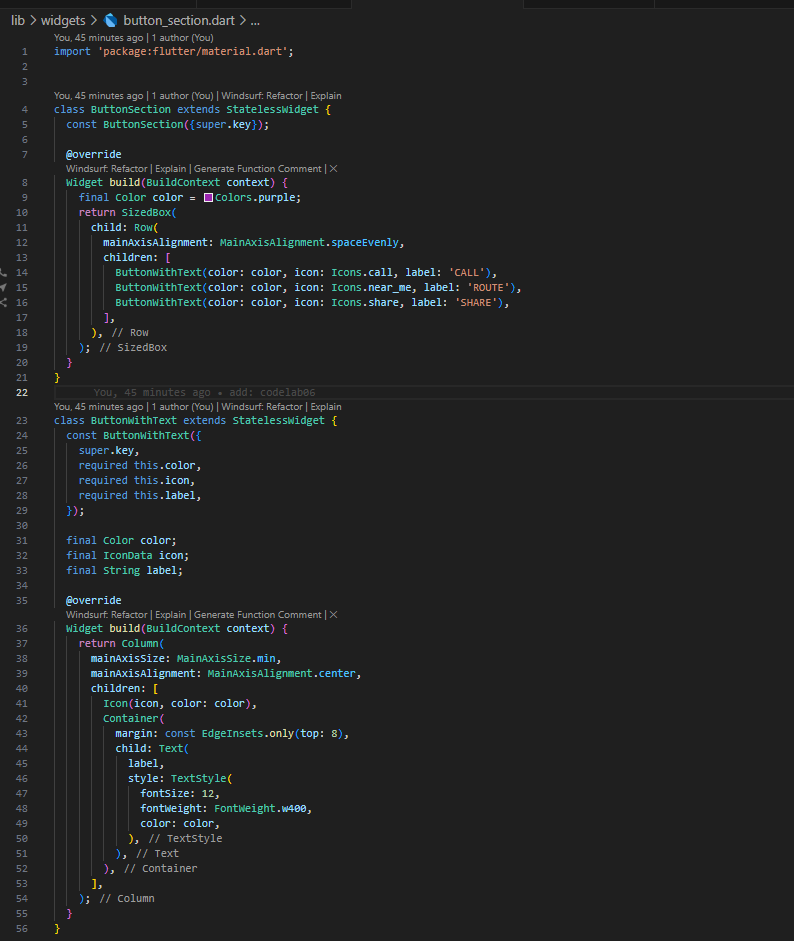 lib > widgets > button_section.dart > ...
You, 45 minutes ago | 1 author (You)
1 import 'package:flutter/material.dart';
2
3
You, 45 minutes ago | 1 author (You) | Windsurf: Refactor | Explain
4 class ButtonSection extends StatelessWidget {
5   const ButtonSection({super.key});
6
7   @override
Windsurf: Refactor | Explain | Generate Function Comment | ✕
8   Widget build(BuildContext context) {
9     final Color color = Colors.purple;
10     return SizedBox(
11       child: Row(
12         mainAxisAlignment: MainAxisAlignment.spaceEvenly,
13         children: [
14           ButtonWithText(color: color, icon: Icons.call, label: 'CALL'),
15           ButtonWithText(color: color, icon: Icons.near_me, label: 'ROUTE'),
16           ButtonWithText(color: color, icon: Icons.share, label: 'SHARE'),
17         ],
18       ), // Row
19     ); // SizedBox
20   }
21 }
22 You, 45 minutes ago • add: codelab06
You, 45 minutes ago | 1 author (You) | Windsurf: Refactor | Explain
23 class ButtonWithText extends StatelessWidget {
24   const ButtonWithText({
25     super.key,
26     required this.color,
27     required this.icon,
28     required this.label,
29   });
30
31   final Color color;
32   final IconData icon;
33   final String label;
34
35   @override
Windsurf: Refactor | Explain | Generate Function Comment | ✕
36   Widget build(BuildContext context) {
37     return Column(
38       mainAxisSize: MainAxisSize.min,
39       mainAxisAlignment: MainAxisAlignment.center,
40       children: [
41         Icon(icon, color: color),
42         Container(
43           margin: const EdgeInsets.only(top: 8),
44           child: Text(
45             label,
46             style: TextStyle(
47               fontSize: 12,
48               fontWeight: FontWeight.w400,
49               color: color,
50             ), // TextStyle
51           ), // Text
52         ), // Container
53       ],
54     ); // Column
55   }
56 }